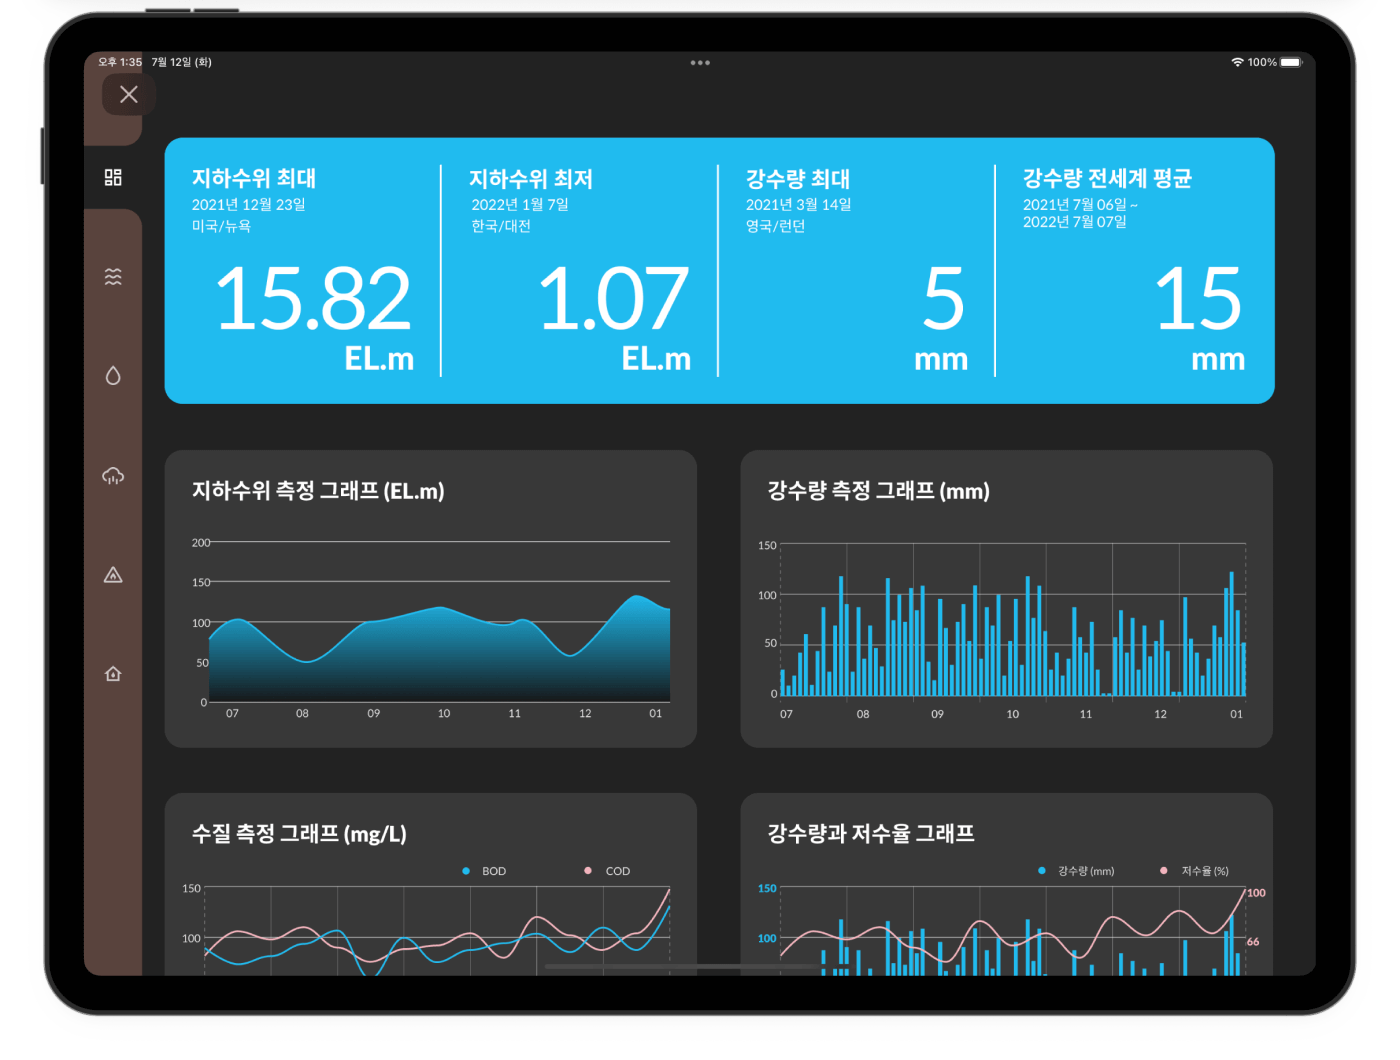 오후 1:35 7월 12일 (화)
100%
지하수위 최대
2021년 12월 23일
미국/뉴욕
15.82
EL.m
지하수위 최저
2022년 1월 7일
한국/대전
1.07
EL.m
강수량 최대
2021년 3월 14일
영국/런던
5
mm
강수량 전세계 평균
2021년 7월 06일 ~
2022년 7월 07일
15
mm
지하수위 측정 그래프 (EL.m)
200
150
100
50
0
07 08 09 10 11 12 01
강수량 측정 그래프 (mm)
150
100
50
0
07 08 09 10 11 12 01
수질 측정 그래프 (mg/L)
BOD COD
150
100
강수량과 저수율 그래프
강수량 (mm) 저수율 (%)
150 100
100 66